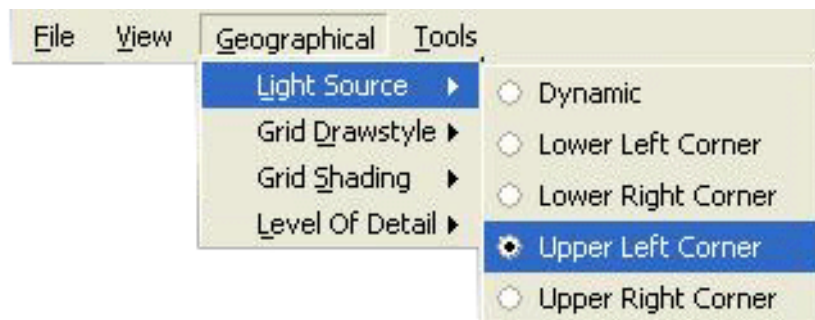 File View Geographical Tools
Light Source
Grid Drawstyle
Grid Shading
Level Of Detail
Dynamic
Lower Left Corner
Lower Right Corner
Upper Left Corner
Upper Right Corner